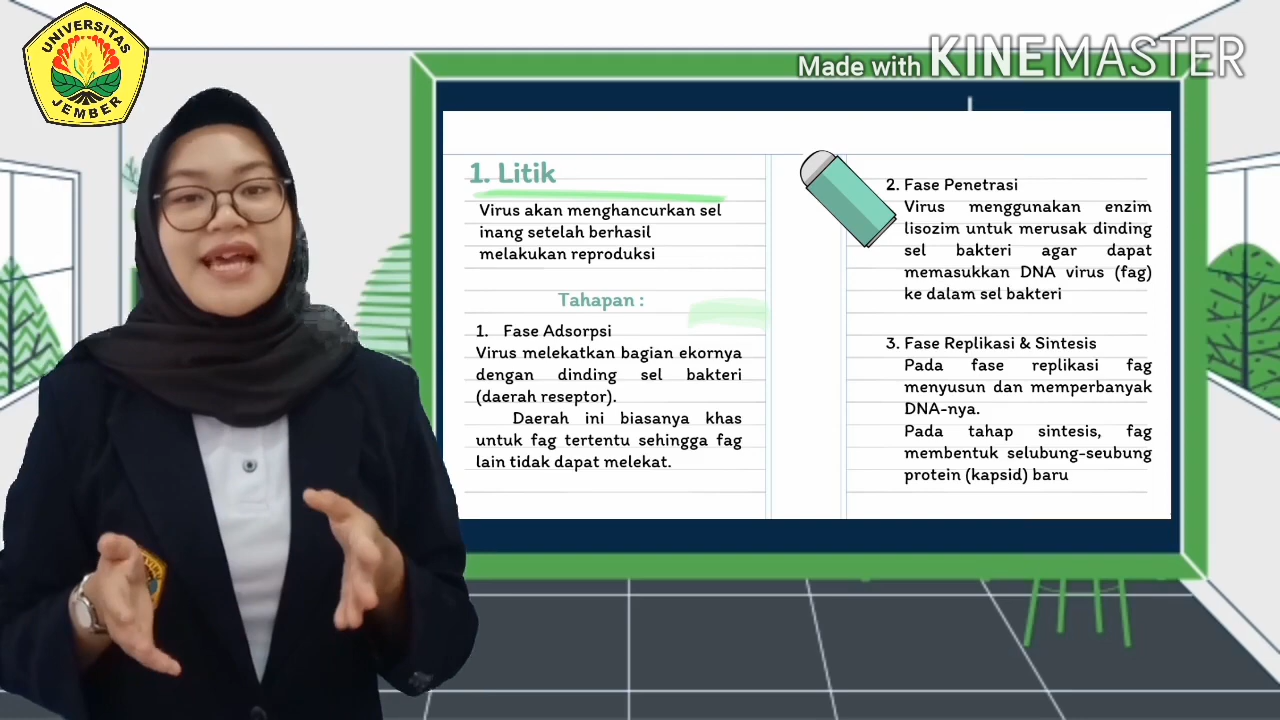 UNIVERSITAS
JEMBER
Made with KINEMASTER
1. Litik
Virus akan menghancurkan sel
inang setelah berhasil
melakukan reproduksi
Tahapan :
1. Fase Adsorpsi
Virus melekatkan bagian ekornya
dengan dinding sel bakteri
(daerah reseptor).
Daerah ini biasanya khas
untuk fag tertentu sehingga fag
lain tidak dapat melekat.
2. Fase Penetrasi
Virus menggunakan enzim
lisozim untuk merusak dinding
sel bakteri agar dapat
memasukkan DNA virus (fag)
ke dalam sel bakteri
3. Fase Replikasi & Sintesis
Pada fase replikasi fag
menyusun dan memperbanyak
DNA-nya.
Pada tahap sintesis, fag
membentuk selubung-seubung
protein (kapsid) baru